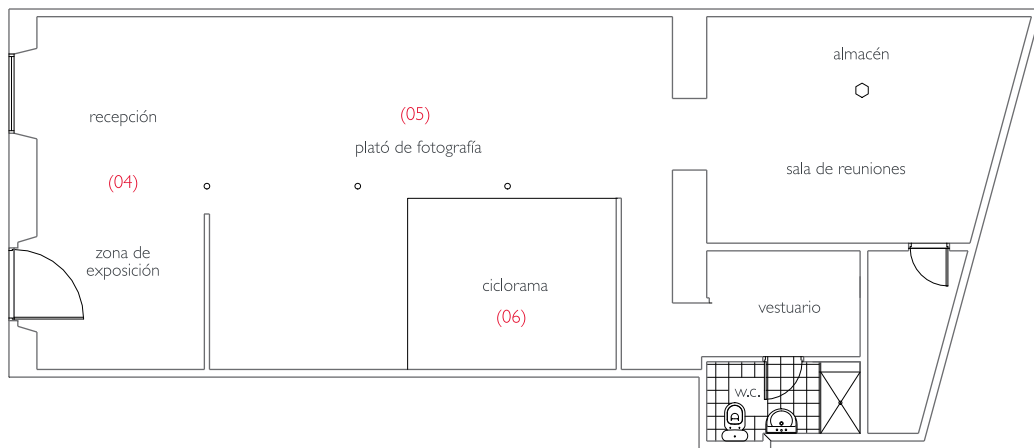 recepción
(04)
zona de
exposición
(05)
plató de fotografía
ciclorama
(06)
almacén
sala de reuniones
vestuario
w.c.